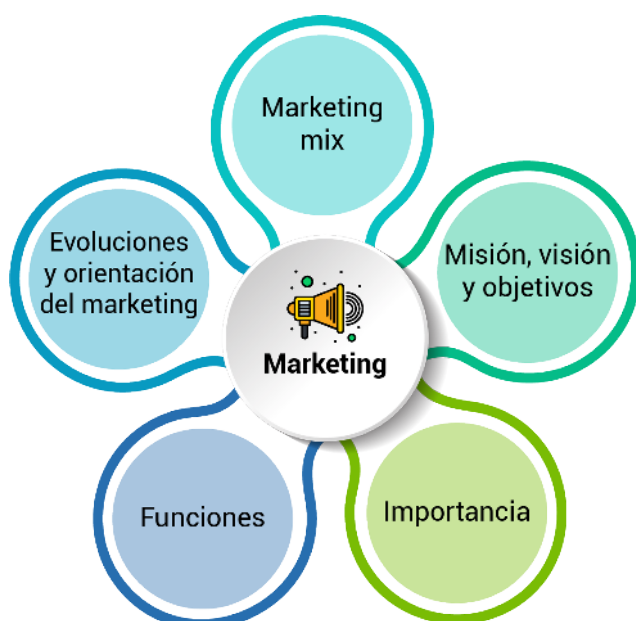 Marketing
mix
Evoluciones
y orientación
del marketing
Misión, visión
y objetivos
Marketing
Funciones
Importancia